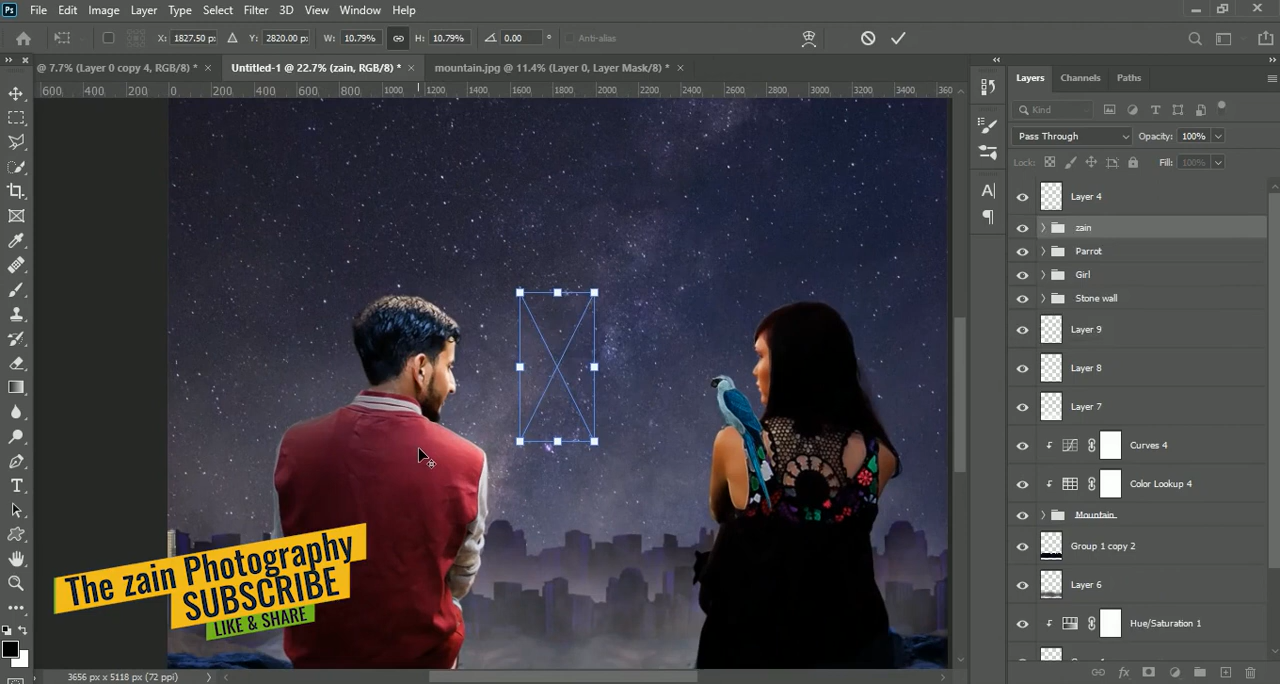 Ps File Edit Image Layer Type Select Filter 3D View Window Help
X: 1827.50 p: Y: 2820.00 p: W: 10.79% H: 10.79% 0.00 ° Anti-alias
@ 7.7% (Layer 0 copy 4, RGB/8) * × Untitled-1 @ 22.7% (zain, RGB/8) * × mountain.jpg @ 11.4% (Layer 0, Layer Mask/8) * ×
600 400 200 0 200 400 600 800 1000 1200 1400 1600 1800 2000 2200 2400 2600 2800 3000 3200 3400 360
Layers Channels Paths
Kind
Pass Through Opacity: 100%
Lock: Fill: 100%
Layer 4
zain
Parrot
Girl
Stone wall
Layer 9
Layer 8
Layer 7
Curves 4
Color Lookup 4
Mountain
Group 1 copy 2
Layer 6
Hue/Saturation 1
The zain Photography
SUBSCRIBE
LIKE & SHARE
3656 px x 5118 px (72 ppi)